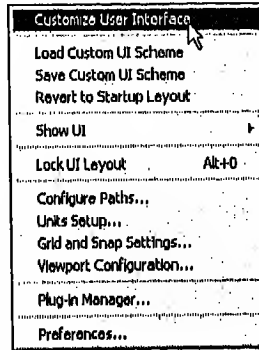 Customize User Interface
Load Custom UI Scheme
Save Custom UI Scheme
Revert to Startup Layout
Show UI
Lock UI Layout Alt+0
Configure Paths...
Units Setup...
Grid and Snap Settings...
Viewport Configuration...
Plug-in Manager...
Preferences...